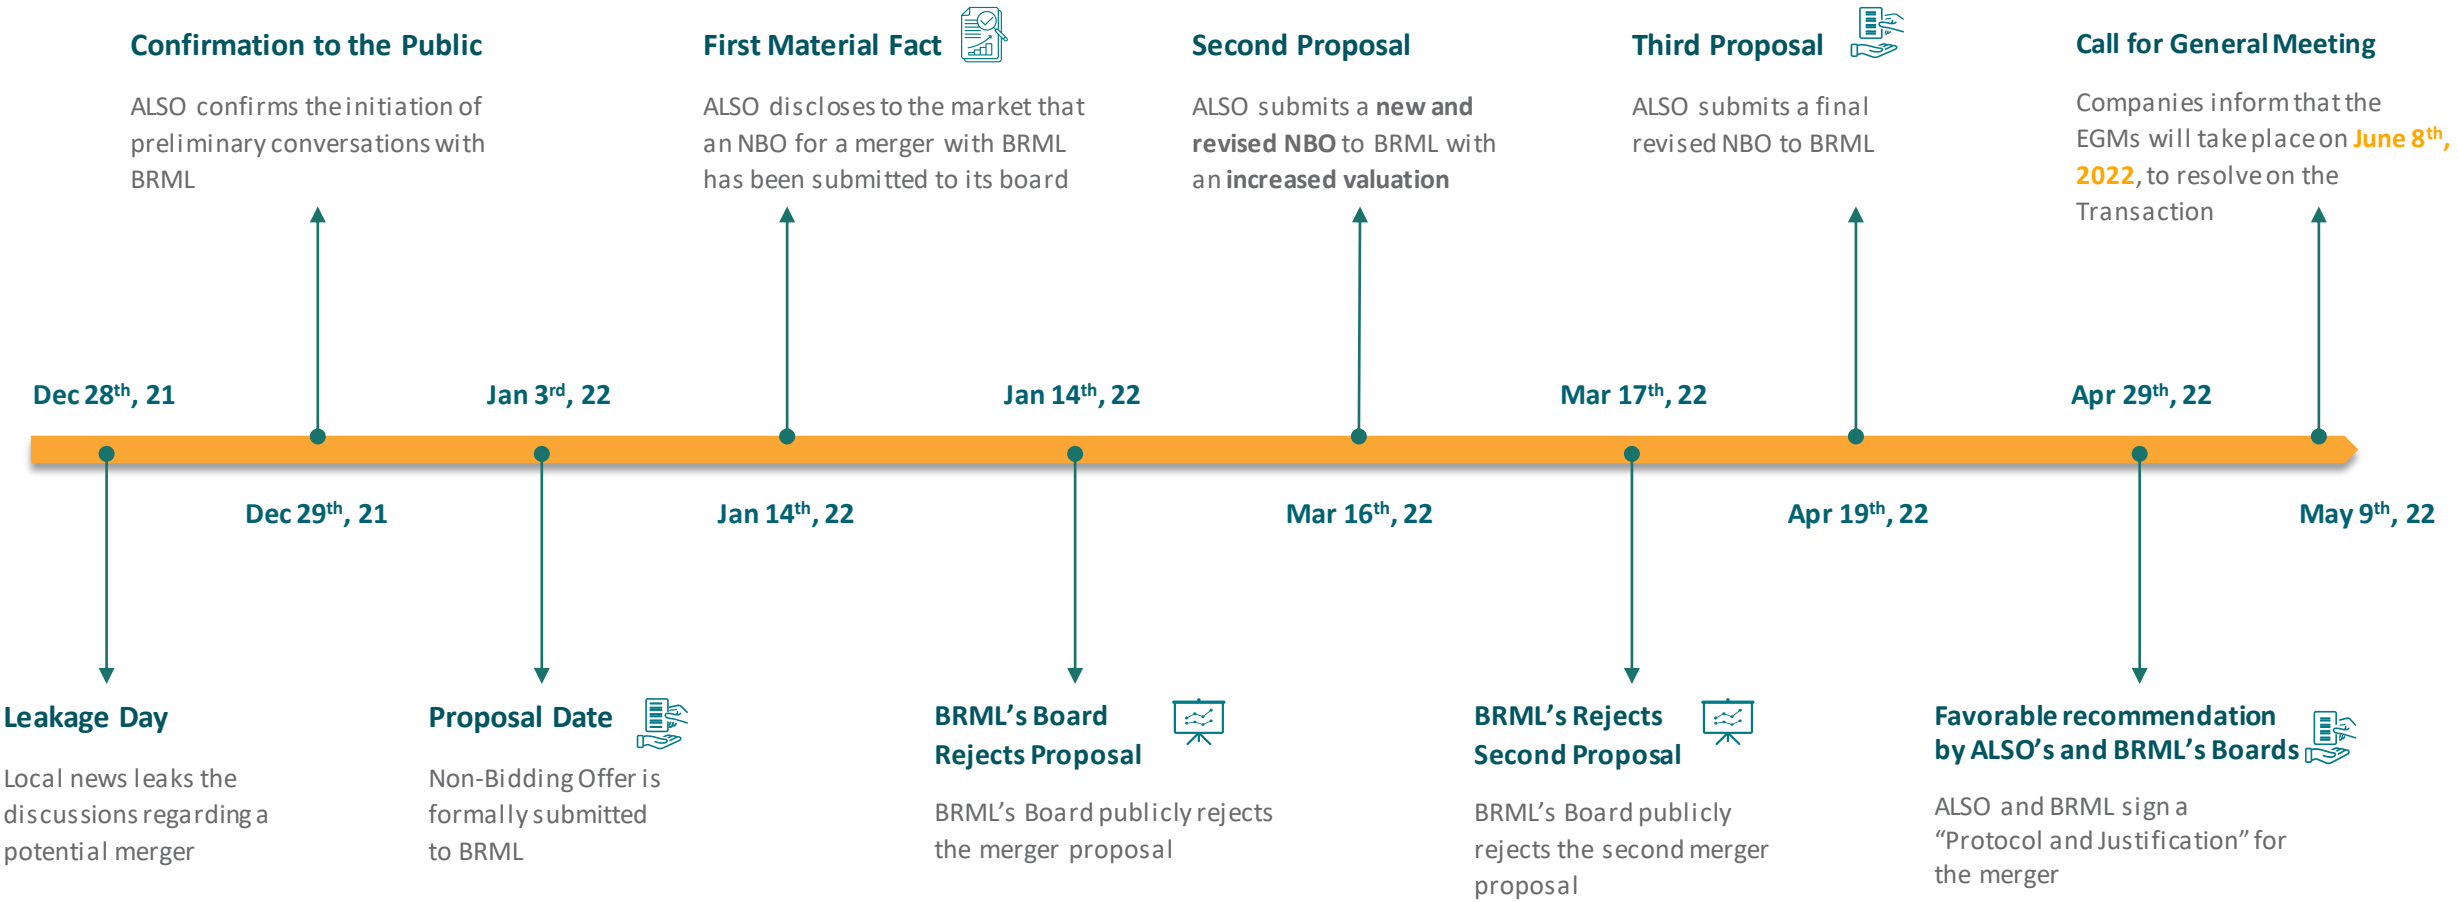 Confirmation to the Public
ALSO confirms the initiation of
preliminary conversations with
BRML
First Material Fact
ALSO discloses to the market that
an NBO for a merger with BRML
has been submitted to its board
Second Proposal
ALSO submits a new and
revised NBO to BRML with
an increased valuation
Third Proposal
ALSO submits a final
revised NBO to BRML
Call for General Meeting
Companies inform that the
EGMs will take place on June 8th,
2022, to resolve on the
Transaction
Dec 28th, 21
Jan 3rd, 22
Jan 14th, 22
Mar 17th, 22
Apr 29th, 22
Dec 29th, 21
Jan 14th, 22
Mar 16th, 22
Apr 19th, 22
May 9th, 22
Leakage Day
Local news leaks the
discussions regarding a
potential merger
Proposal Date
Non-Bidding Offer is
formally submitted
to BRML
BRML’s Board
Rejects Proposal
BRML’s Board publicly rejects
the merger proposal
BRML’s Rejects
Second Proposal
BRML’s Board publicly
rejects the second merger
proposal
Favorable recommendation
by ALSO’s and BRML’s Boards
ALSO and BRML sign a
“Protocol and Justification” for
the merger